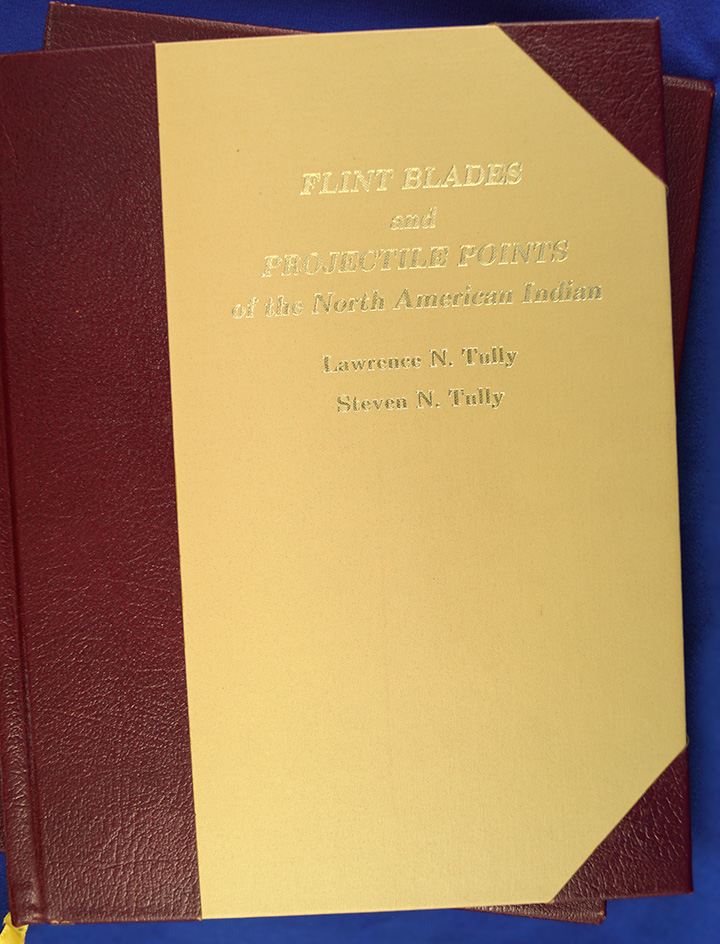 FLINT BLADES
and
PROJECTILE POINTS
of the North American Indian
Lawrence N. Tully
Steven N. Tully